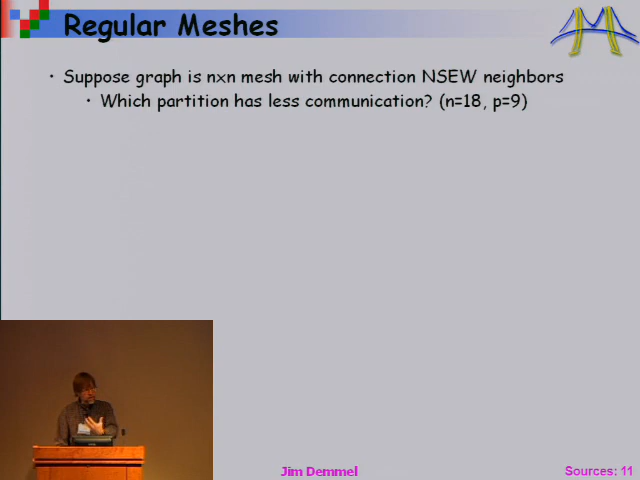 Regular Meshes
· Suppose graph is n×n mesh with connection NSEW neighbors
· Which partition has less communication? (n=18, p=9)
Jim Demmel
Sources: 11